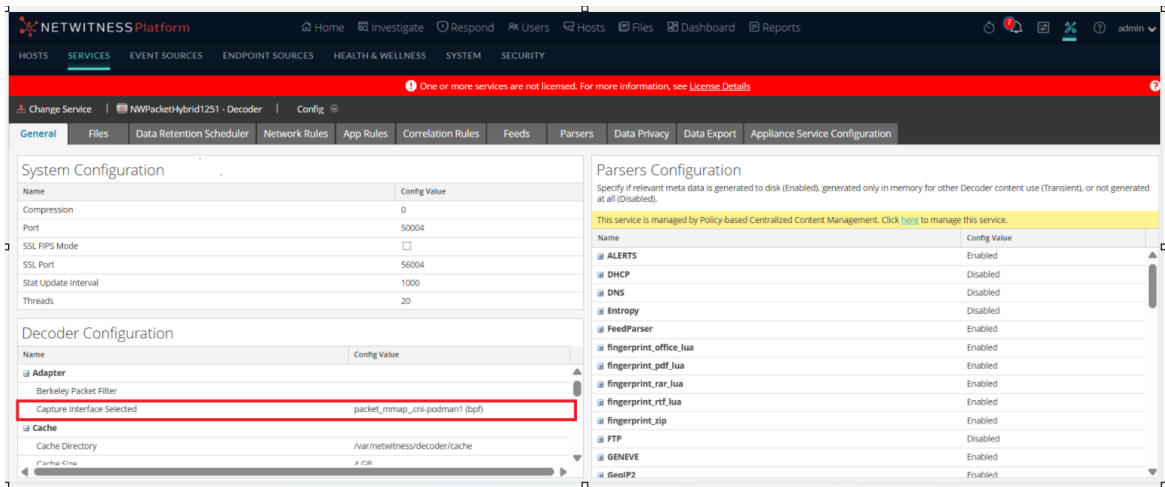 NETWITNESS Platform Home Investigate Respond Users Hosts Files Dashboard Reports 7 admin
HOSTS SERVICES EVENT SOURCES ENDPOINT SOURCES HEALTH & WELLNESS SYSTEM SECURITY
One or more services are not licensed. For more information, see License Details
Change Service | NWPacketHybrid1251 - Decoder | Config
General Files Data Retention Scheduler Network Rules App Rules Correlation Rules Feeds Parsers Data Privacy Data Export Appliance Service Configuration
System Configuration
Name Config Value
Compression 0
Port 50004
SSL FIPS Mode
SSL Port 56004
Stat Update Interval 1000
Threads 20
Decoder Configuration
Name Config Value
Adapter
Berkeley Packet Filter
Capture Interface Selected packet_mmap_,cni-podman1 (bpf)
Cache
Cache Directory /var/netwitness/decoder/cache
Cache Size 4 GB
Parsers Configuration
Specify if relevant meta data is generated to disk (Enabled), generated only in memory for other Decoder content use (Transient), or not generated
at all (Disabled).
This service is managed by Policy-based Centralized Content Management. Click here to manage this service.
Name Config Value
ALERTS Enabled
DHCP Disabled
DNS Disabled
Entropy Disabled
FeedParser Enabled
fingerprint_office_lua Enabled
fingerprint_pdf_lua Enabled
fingerprint_rar_lua Enabled
fingerprint_rtf_lua Enabled
fingerprint_zip Enabled
FTP Disabled
GENEVE Enabled
GeoIP2 Enabled